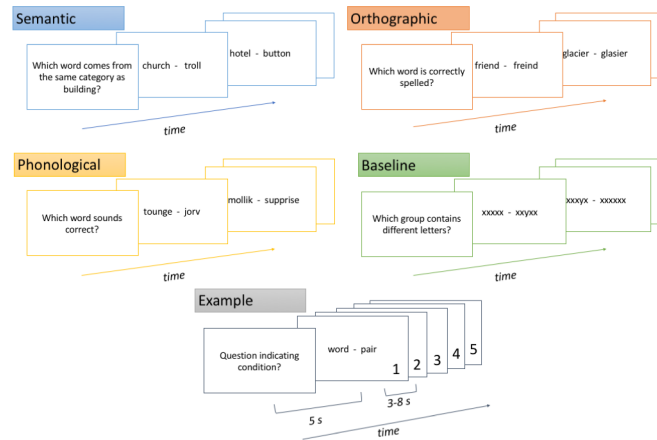 Semantic
Which word comes from
the same category as
building?
church - troll
hotel - button
time
Orthographic
Which word is correctly
spelled?
friend - freind
glacier - glasier
time
Phonological
Which word sounds
correct?
tounge - jorv
mollik - supprise
time
Baseline
Which group contains
different letters?
xxxxx - xxyxx
xxxyx - xxxxxx
time
Example
Question indicating
condition?
word - pair
1
2
3
4
5
5 s
3-8 s
time